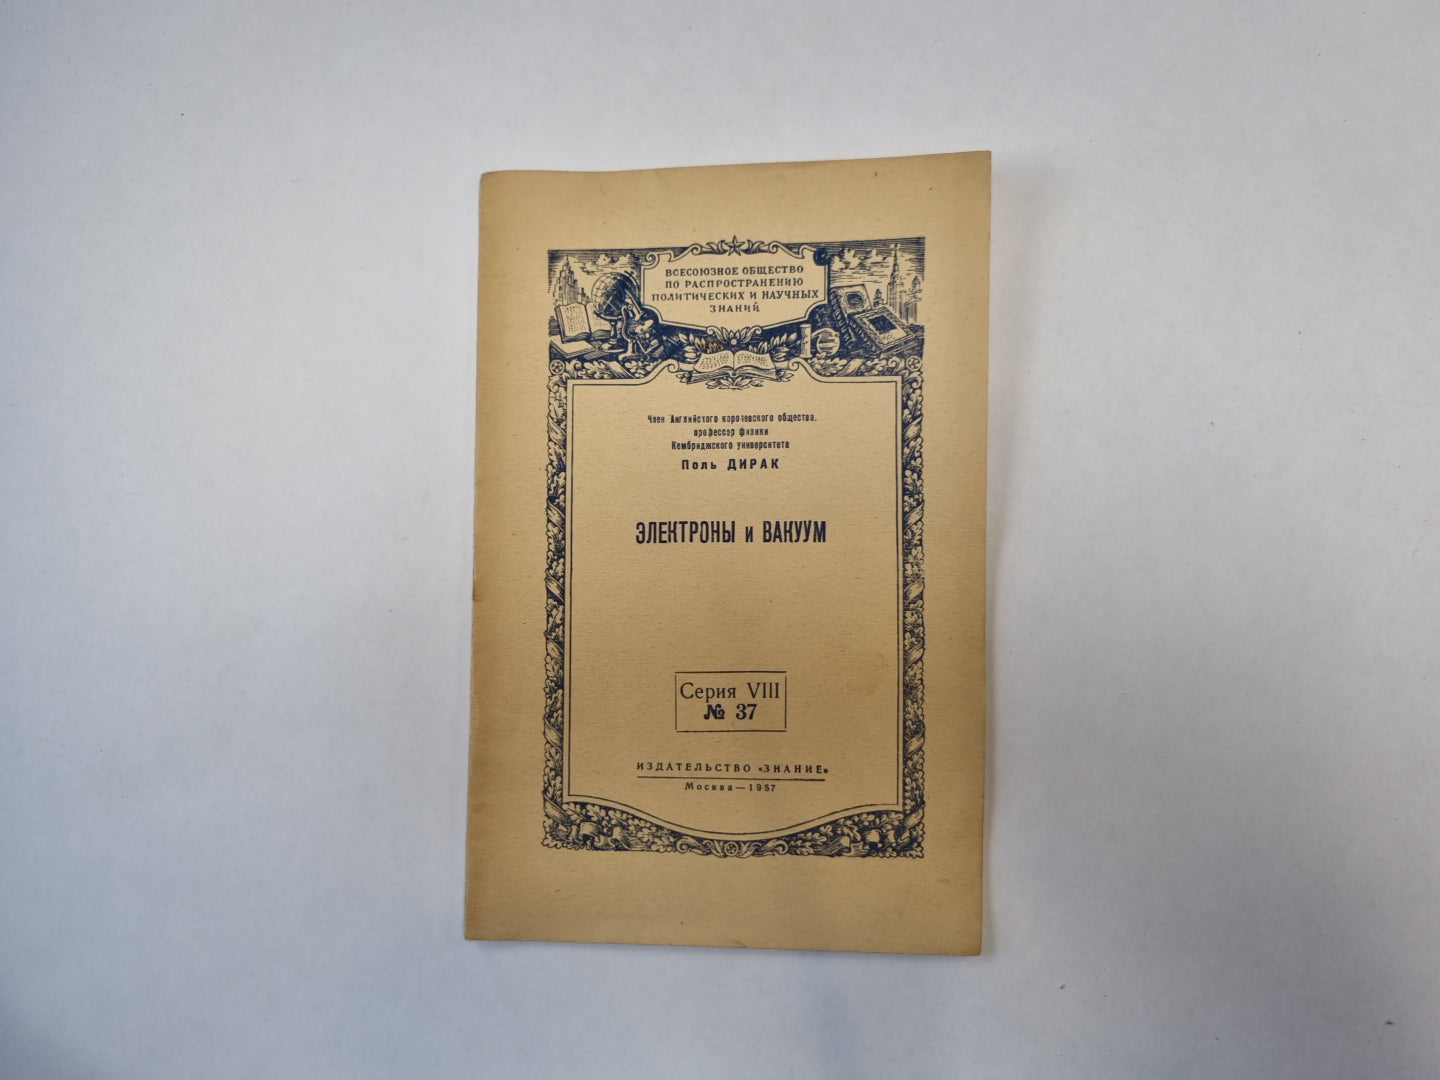 ВСЕСОЮЗНОЕ ОБЩЕСТВО
ПО РАСПРОСТРАНЕНИЮ
ПОЛИТИЧЕСКИХ И НАУЧНЫХ
ЗНАНИЙ
Член Английского королевского общества,
профессор физики
Кембриджского университета
Поль ДИРАК
ЭЛЕКТРОНЫ и ВАКУУМ
Серия VIII
№ 37
ИЗДАТЕЛЬСТВО «ЗНАНИЕ»
Москва — 1957